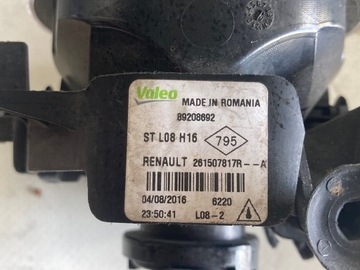 Valeo
MADE IN ROMANIA
89208692
ST L08 H16 795
RENAULT 261507817R--A
04/08/2016 6220
23:50:41 L08-2